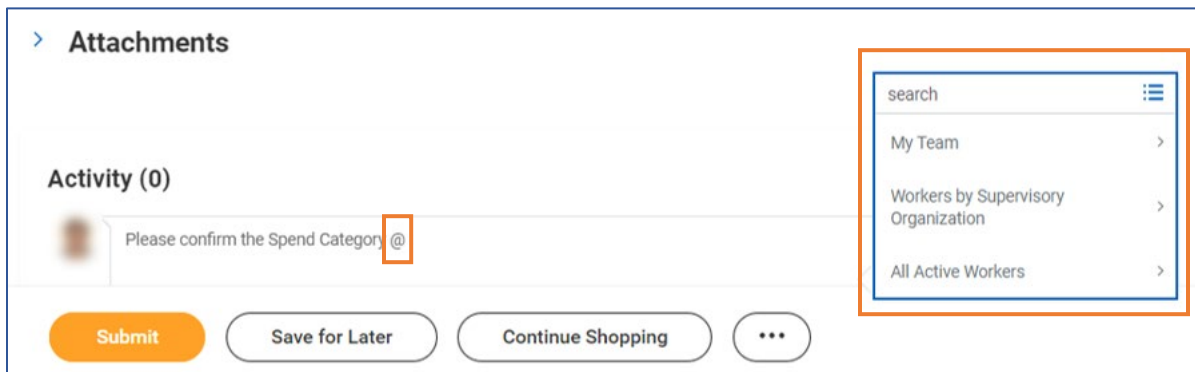 Attachments
search
My Team
Workers by Supervisory
Organization
All Active Workers
Activity (0)
Please confirm the Spend Category @
Submit
Save for Later
Continue Shopping